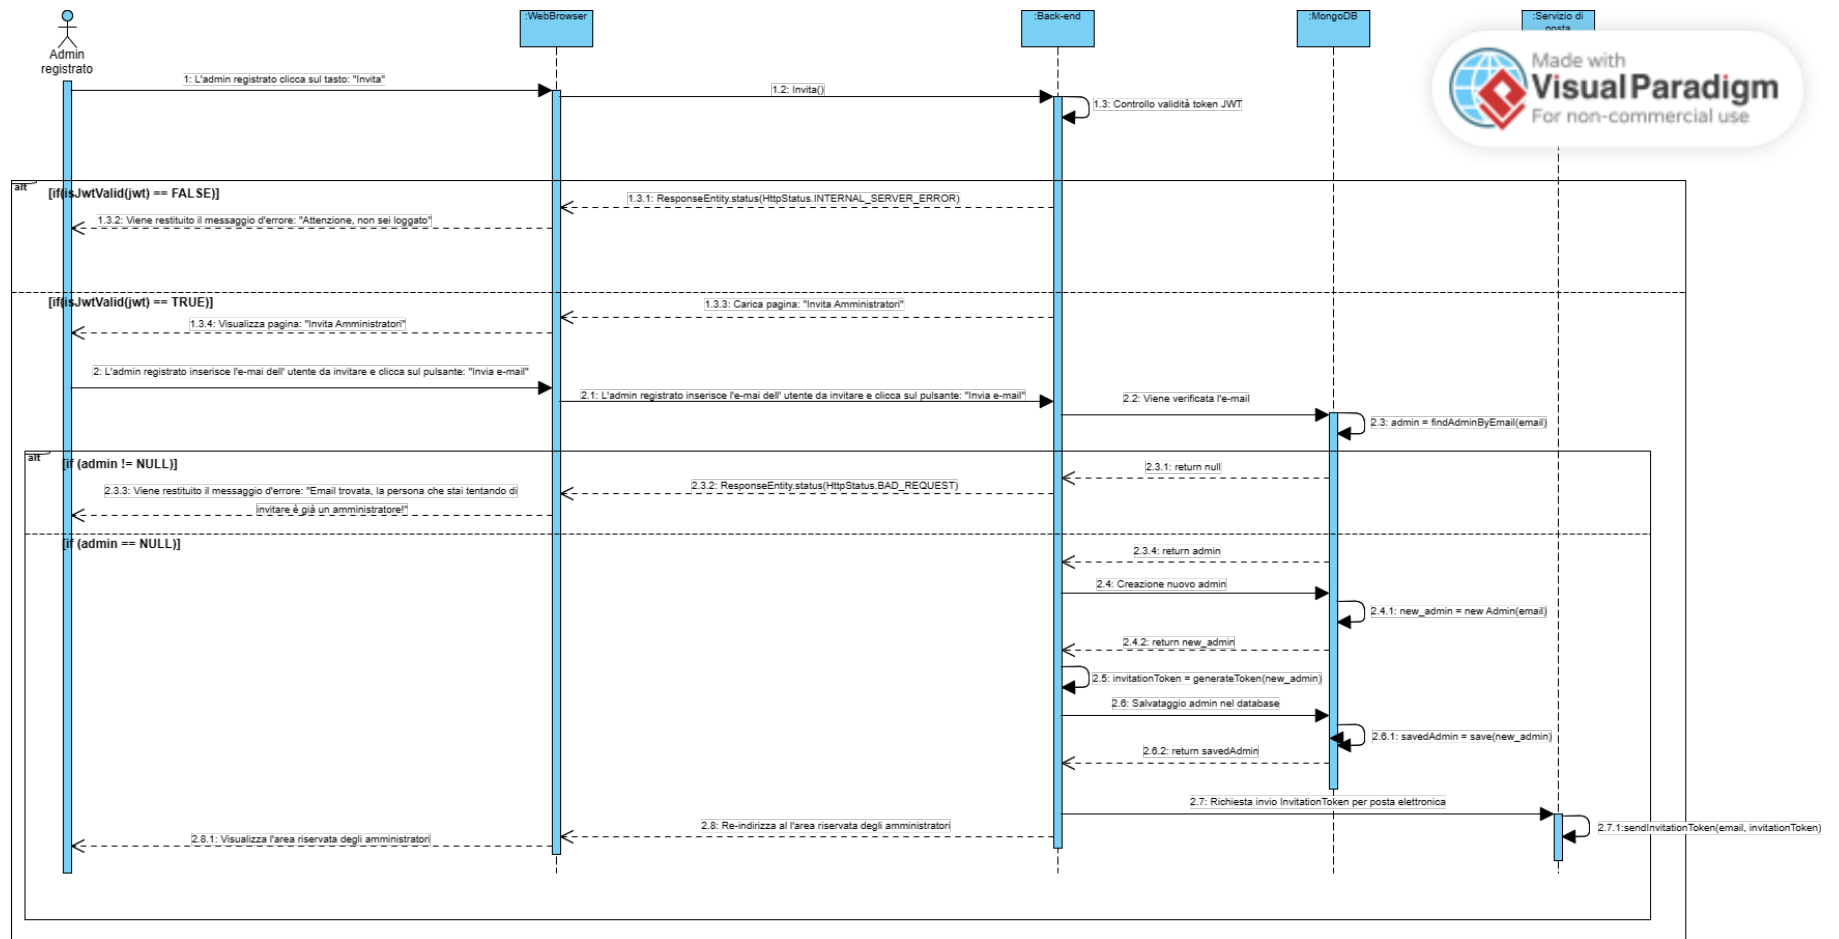 :WebBrowser
:Back-end
:MongoDB
:Servizio di
posta
Admin
registrato
Made with
Visual Paradigm
For non-commercial use
1: L'admin registrato clicca sul tasto: "Invita"
1.2: Invita()
1.3: Controllo validità token JWT
alt
[if(isJwtValid(jwt) == FALSE)]
1.3.1: ResponseEntity.status(HttpStatus.INTERNAL_SERVER_ERROR)
1.3.2: Viene restituito il messaggio d'errore: "Attenzione, non sei loggato"
[if(isJwtValid(jwt) == TRUE)]
1.3.3: Carica pagina: "Invita Amministratori"
1.3.4: Visualizza pagina: "Invita Amministratori"
2: L'admin registrato inserisce l'e-mai dell' utente da invitare e clicca sul pulsante: "Invia e-mail"
2.1: L'admin registrato inserisce l'e-mai dell' utente da invitare e clicca sul pulsante: "Invia e-mail"
2.2: Viene verificata l'e-mail
2.3: admin = findAdminByEmail(email)
alt
[if (admin != NULL)]
2.3.1: return null
2.3.2: ResponseEntity.status(HttpStatus.BAD_REQUEST)
2.3.3: Viene restituito il messaggio d'errore: "Email trovata, la persona che stai tentando di
invitare è già un amministratore!"
[if (admin == NULL)]
2.3.4: return admin
2.4: Creazione nuovo admin
2.4.1: new_admin = new Admin(email)
2.4.2: return new_admin
2.5: invitationToken = generateToken(new_admin)
2.6: Salvataggio admin nel database
2.6.1: savedAdmin = save(new_admin)
2.6.2: return savedAdmin
2.7: Richiesta invio InvitationToken per posta elettronica
2.7.1:sendInvitationToken(email, invitationToken)
2.8: Re-indirizza al l'area riservata degli amministratori
2.8.1: Visualizza l'area riservata degli amministratori